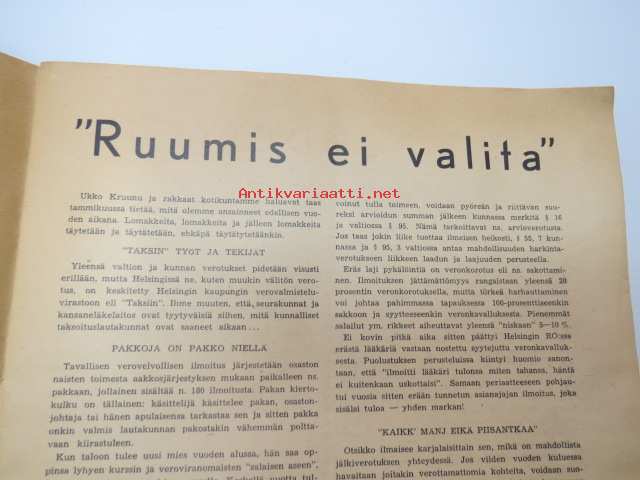 "Ruumis ei valita"
Antikvariaatti.net
Ukko Kruunu ja rakkaat kotikuntamme haluavat taas
tammikuussa tietää, mitä olemme ansainneet edellisen vuo-
den aikana. Lomakkeita, lomakkeita ja jälleen lomakkeita
täytetään ja täytätetään, ehkäpä täytätytetäänkin.
"TAKSIN" TYÖT JA TEKIJÄT
Yleensä valtion ja kunnan verotukset pidetään visusti
erillään, mutta Helsingissä ne, kuten muukin välitön vero-
tus, on keskitetty Helsingin kaupungin verovalmistelu-
virastoon eli "Taksiin". Ihme muuten, että seurakunnat ja
kansaneläkelaitos ovat tyytyväisiä siihen, mitä kunnalliset
taksoituslautakunnat ovat saaneet aikaan...
PAKKOJA ON PAKKO NIELLÄ
Tavallisen verovelvollisen ilmoitus järjestetään osaston
naisten toimesta aakkosjärjestyksen mukaan paikalleen ns.
pakkaan, jollainen sisältää n. 180 ilmoitusta. Pakan kierto-
kulku on tällainen: käsittelijä käsittelee pakan, osaston-
johtaja tai hänen apulaisensa tarkastaa sen ja sitten pakka
onkin valmis lautakunnan pakostakin vähemmän poltta-
vaan kiirastuleen.
Kun taloon tulee uusi mies vuoden alussa, hän saa op-
pinsa lyhyen kurssin ja veroviranomaisten "salaisen aseen",
voinut tulla toimeen, voidaan pyöreän ja riittävän suu-
reksi arvioidun summan jälkeen kunnassa merkitä § 16
ja valtiossa § 95. Nämä tarkoittavat ns. arvioverotusta.
Jos taas jokin liike tuottaa ilmeisen heikosti, § 55, 7 kun-
nassa ja § 95, 3 valtiossa antaa mahdollisuuden harkinta-
verotukseen liikkeen laadun ja laajuuden perusteella.
Eräs laji pykälöintiä on veronkorotus eli ns. sakottami-
nen. Ilmoituksen jättämättömyys rangaistaan yleensä 20
prosentin veronkorotuksella, mutta törkeä harhauttaminen
voi johtaa pahimmassa tapauksessa 100-prosenttiseenkin
sakkoon ja syytteeseenkin veronkavalluksesta. Pienemmät
salailut ym. rikkeet aiheuttavat yleensä "niskaan" 5—10 %.
Ei kovin pitkä aika sitten päättyi Helsingin RO:ssa
erästä lääkäriä vastaan nostettu syytejuttu veronkavalluk-
sesta. Puolustuksen perusteluissa kiintyi huomio sanon-
taan, että "ilmoitti lääkäri tulonsa miten tahansa, häntä
ei kuitenkaan uskottaisi". Samaan periaatteeseen pohjau-
tui vuosia sitten erään tunnetun asianajajan ilmoitus, joka
sisälsi tuloa — yhden markan!
"KAIKK' MANJ EIKÄ PIISANTKAA"
Otsikko ilmaisee karjalaisittain sen, mikä on mahdollista
jälkiverotuksen yhteydessä. Jos viiden vuoden kuluessa
havaitaan joitakin verottamattomia kohteita, voidaan suo-